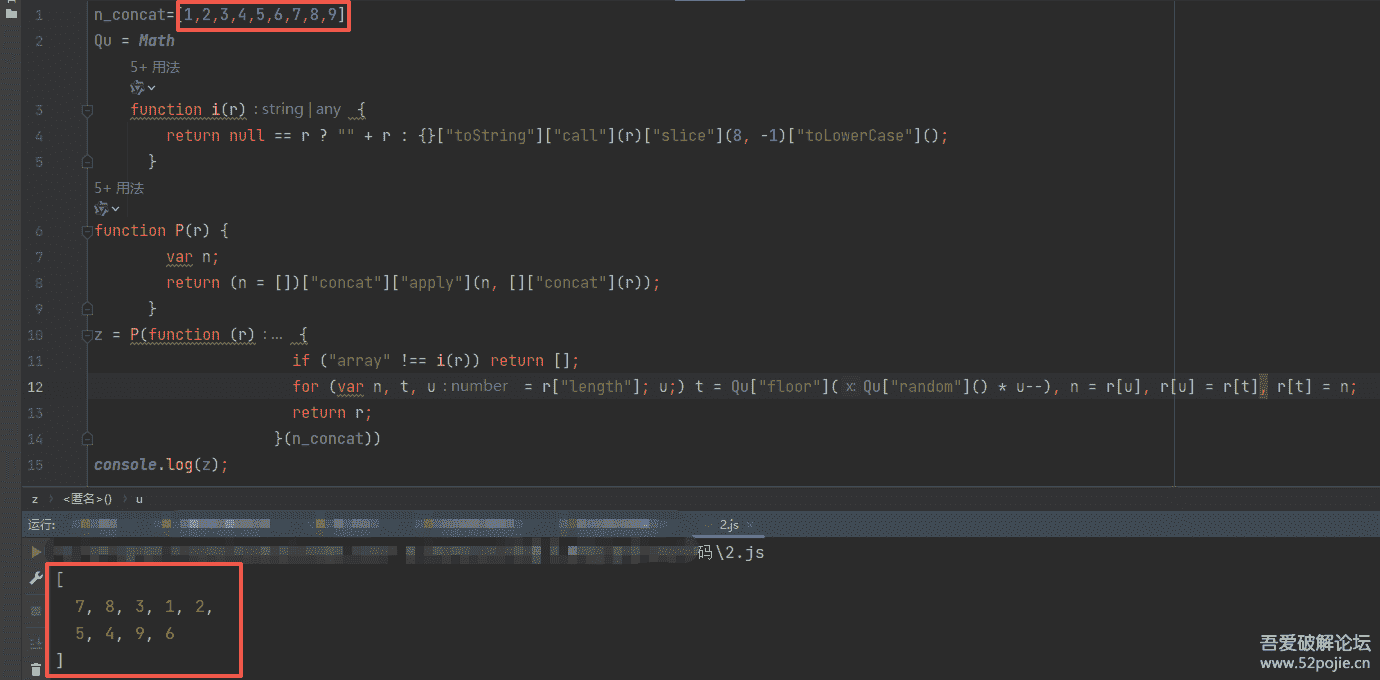 1 n_concat=[1,2,3,4,5,6,7,8,9]
2 Qu = Math
5+ 用法
3 function i(r) : string | any {
4 return null == r ? "" + r : {}["toString"]["call"](r)["slice"](8, -1)["toLowerCase"]();
5 }
5+ 用法
6 function P(r) {
7 var n;
8 return (n = [])["concat"]["apply"](n, []["concat"](r));
9 }
10 z = P(function (r) : ... {
11 if ("array" !== i(r)) return [];
12 for (var n, t, u : number = r["length"]; u;) t = Qu["floor"]( x: Qu["random"]() * u--), n = r[u], r[u] = r[t], r[t] = n;
13 return r;
14 }(n_concat))
15 console.log(z);
z > <匿名>() > u
运行: 2.js ×
码\2.js
[
7, 8, 3, 1, 2,
5, 4, 9, 6
]
吾爱破解论坛
www.52pojie.cn